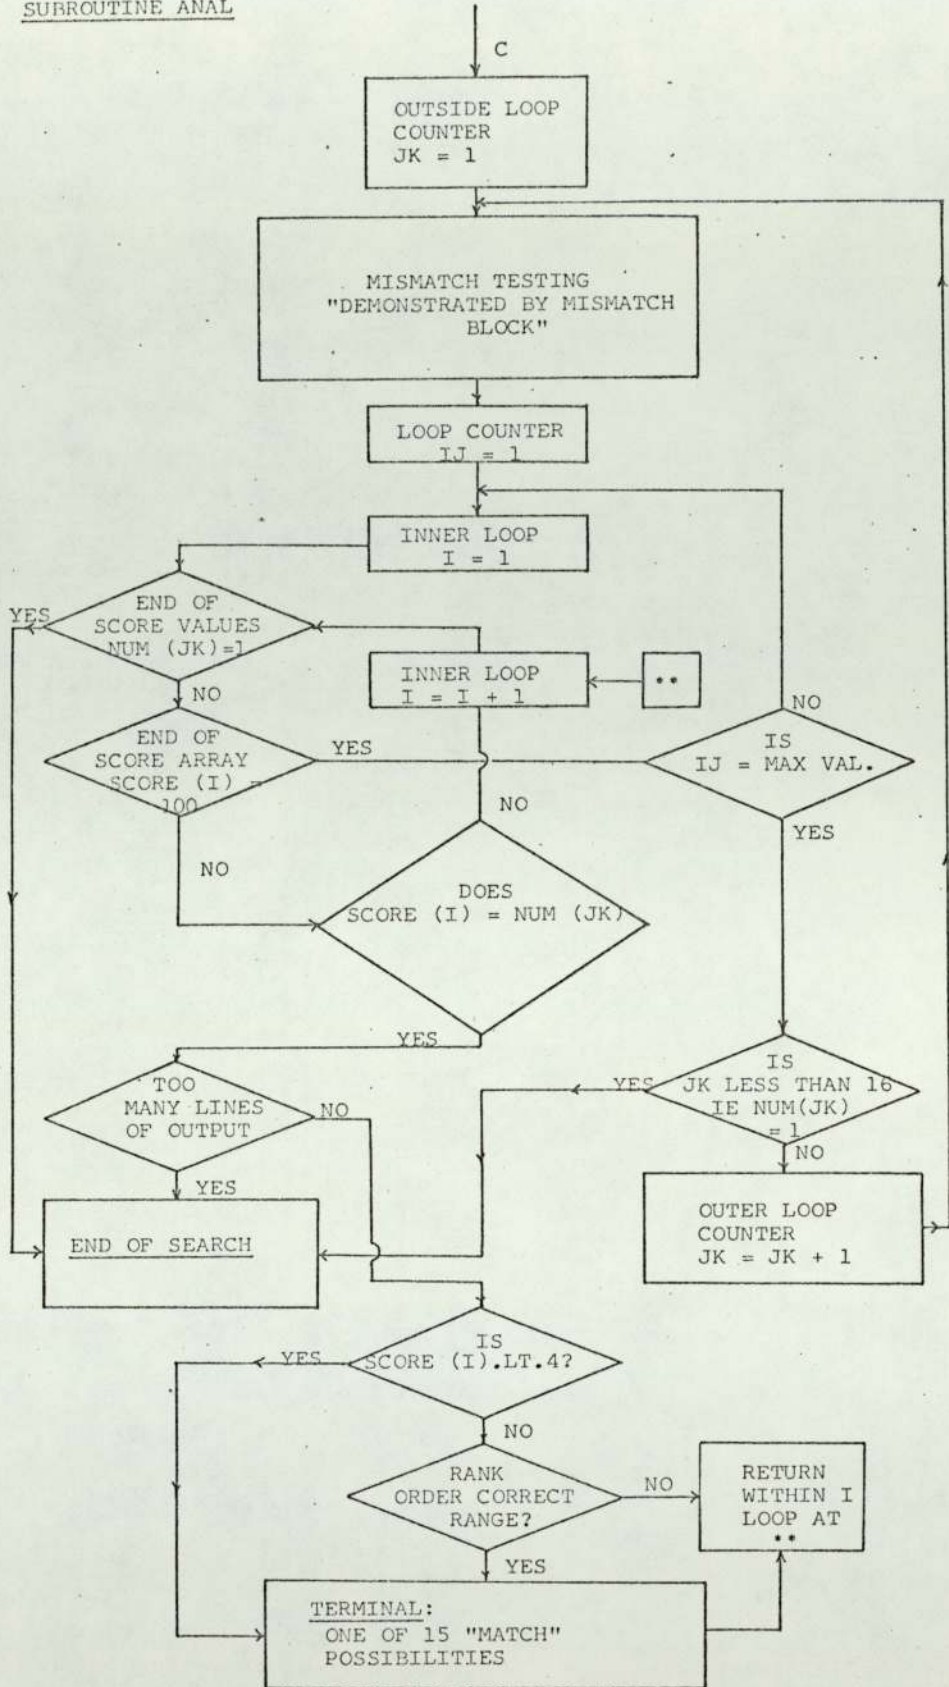 SUBROUTINE ANAL
C
OUTSIDE LOOP
COUNTER
JK = 1
MISMATCH TESTING
"DEMONSTRATED BY MISMATCH
BLOCK"
LOOP COUNTER
IJ = 1
INNER LOOP
I = 1
YES
END OF
SCORE VALUES
NUM (JK)=1
INNER LOOP
I = I + 1
**
NO
NO
END OF
SCORE ARRAY
SCORE (I) =
100
YES
IS
IJ = MAX VAL.
NO
YES
NO
DOES
SCORE (I) = NUM (JK)
YES
TOO
MANY LINES
OF OUTPUT
NO
YES
IS
JK LESS THAN 16
IE NUM(JK)
= 1
YES
NO
END OF SEARCH
OUTER LOOP
COUNTER
JK = JK + 1
YES
IS
SCORE (I).LT.4?
NO
RANK
ORDER CORRECT
RANGE?
NO
RETURN
WITHIN I
LOOP AT
**
YES
TERMINAL:
ONE OF 15 "MATCH"
POSSIBILITIES